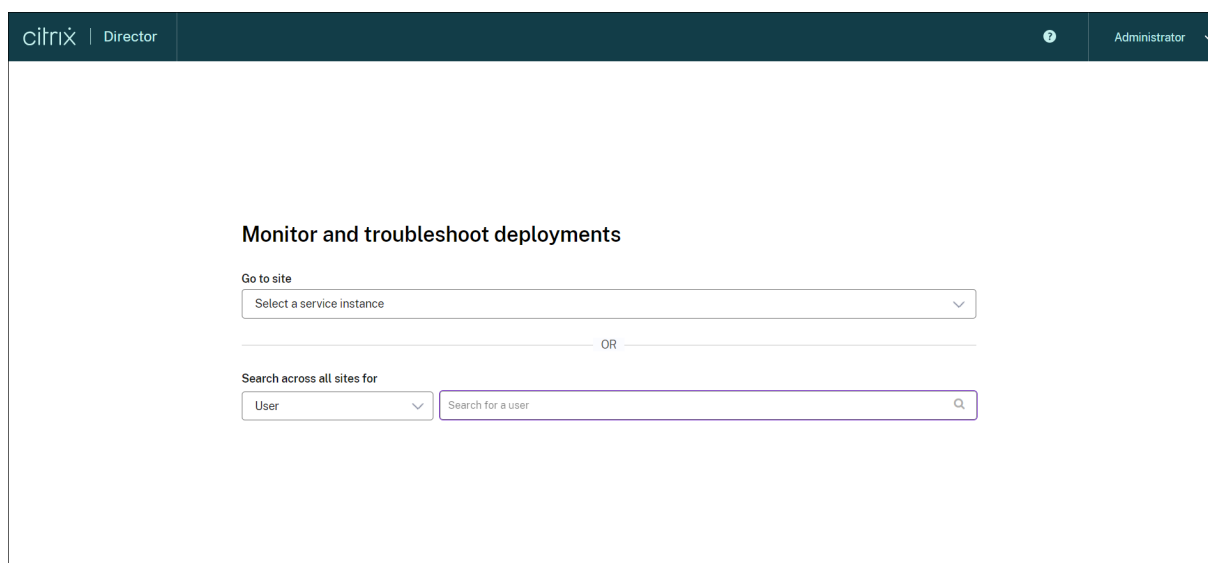 citrix | Director
?
Administrator
Monitor and troubleshoot deployments
Go to site
Select a service instance
OR
Search across all sites for
User
Search for a user